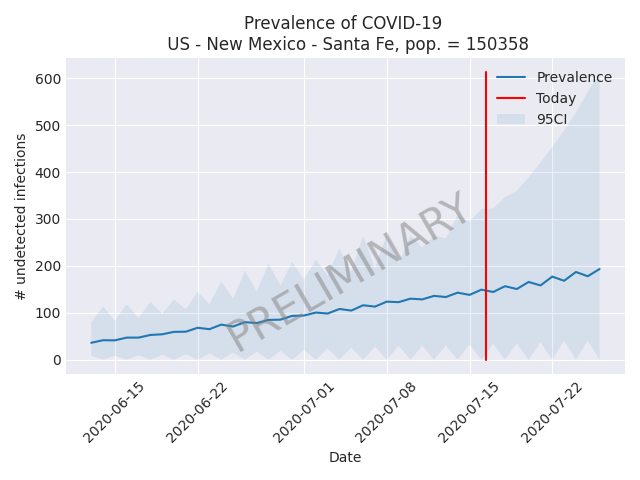 Prevalence of COVID-19
US - New Mexico - Santa Fe, pop. = 150358
600
500
400
300
200
100
0
# undetected infections
Prevalence
Today
95CI
PRELIMINARY
2020-06-15
2020-06-22
2020-07-01
2020-07-08
2020-07-15
2020-07-22
Date